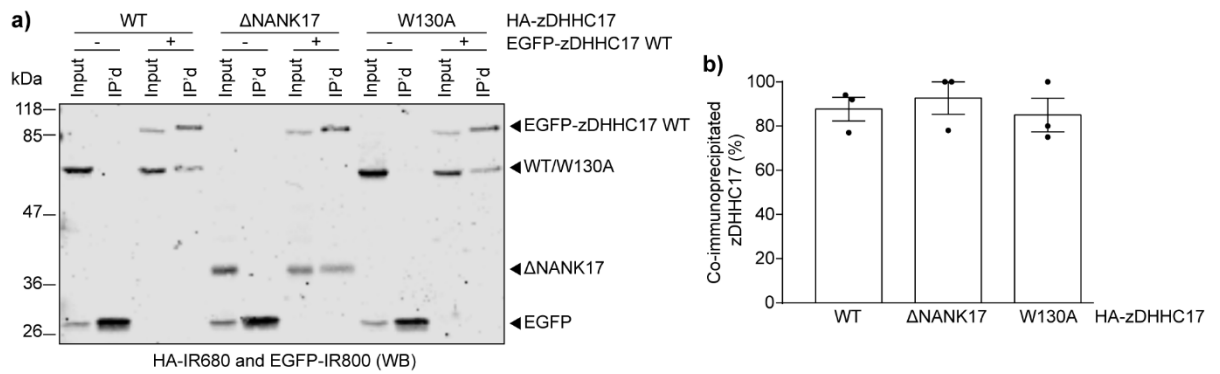 a)
WT ΔNANK17 W130A HA-zDHHC17
- + - + - + EGFP-zDHHC17 WT
kDa Input IP'd Input IP'd Input IP'd Input IP'd Input IP'd Input IP'd
118
85
47
36
26
EGFP-zDHHC17 WT
WT/W130A
ΔNANK17
EGFP
HA-IR680 and EGFP-IR800 (WB)
b)
Co-immunoprecipitated
zDHHC17 (%)
100
80
60
40
20
0
WT ΔNANK17 W130A HA-zDHHC17